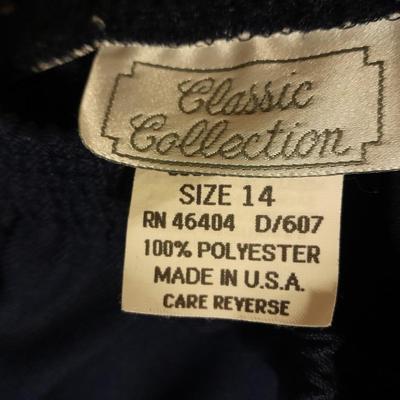 Classic
Collection
SIZE 14
RN 46404 D/607
100% POLYESTER
MADE IN U.S.A.
CARE REVERSE